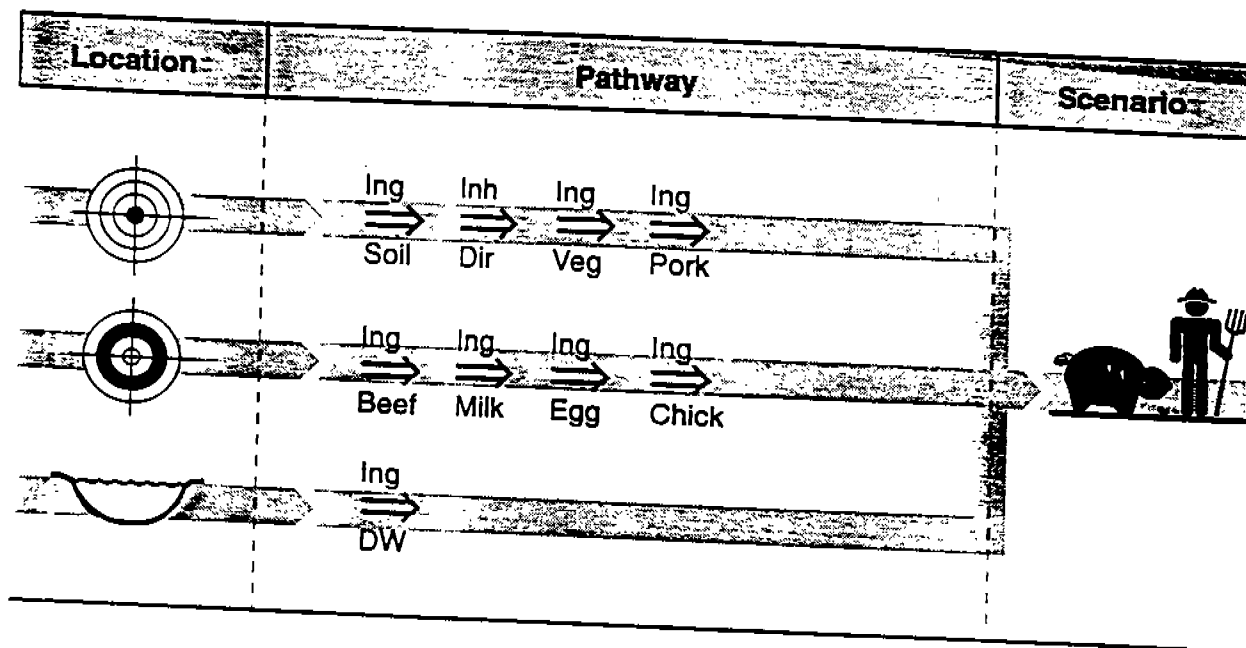 Location
Pathway
Scenario
Ing Inh Ing Ing
Soil Dir Veg Pork
Ing Ing Ing Ing
Beef Milk Egg Chick
Ing
DW